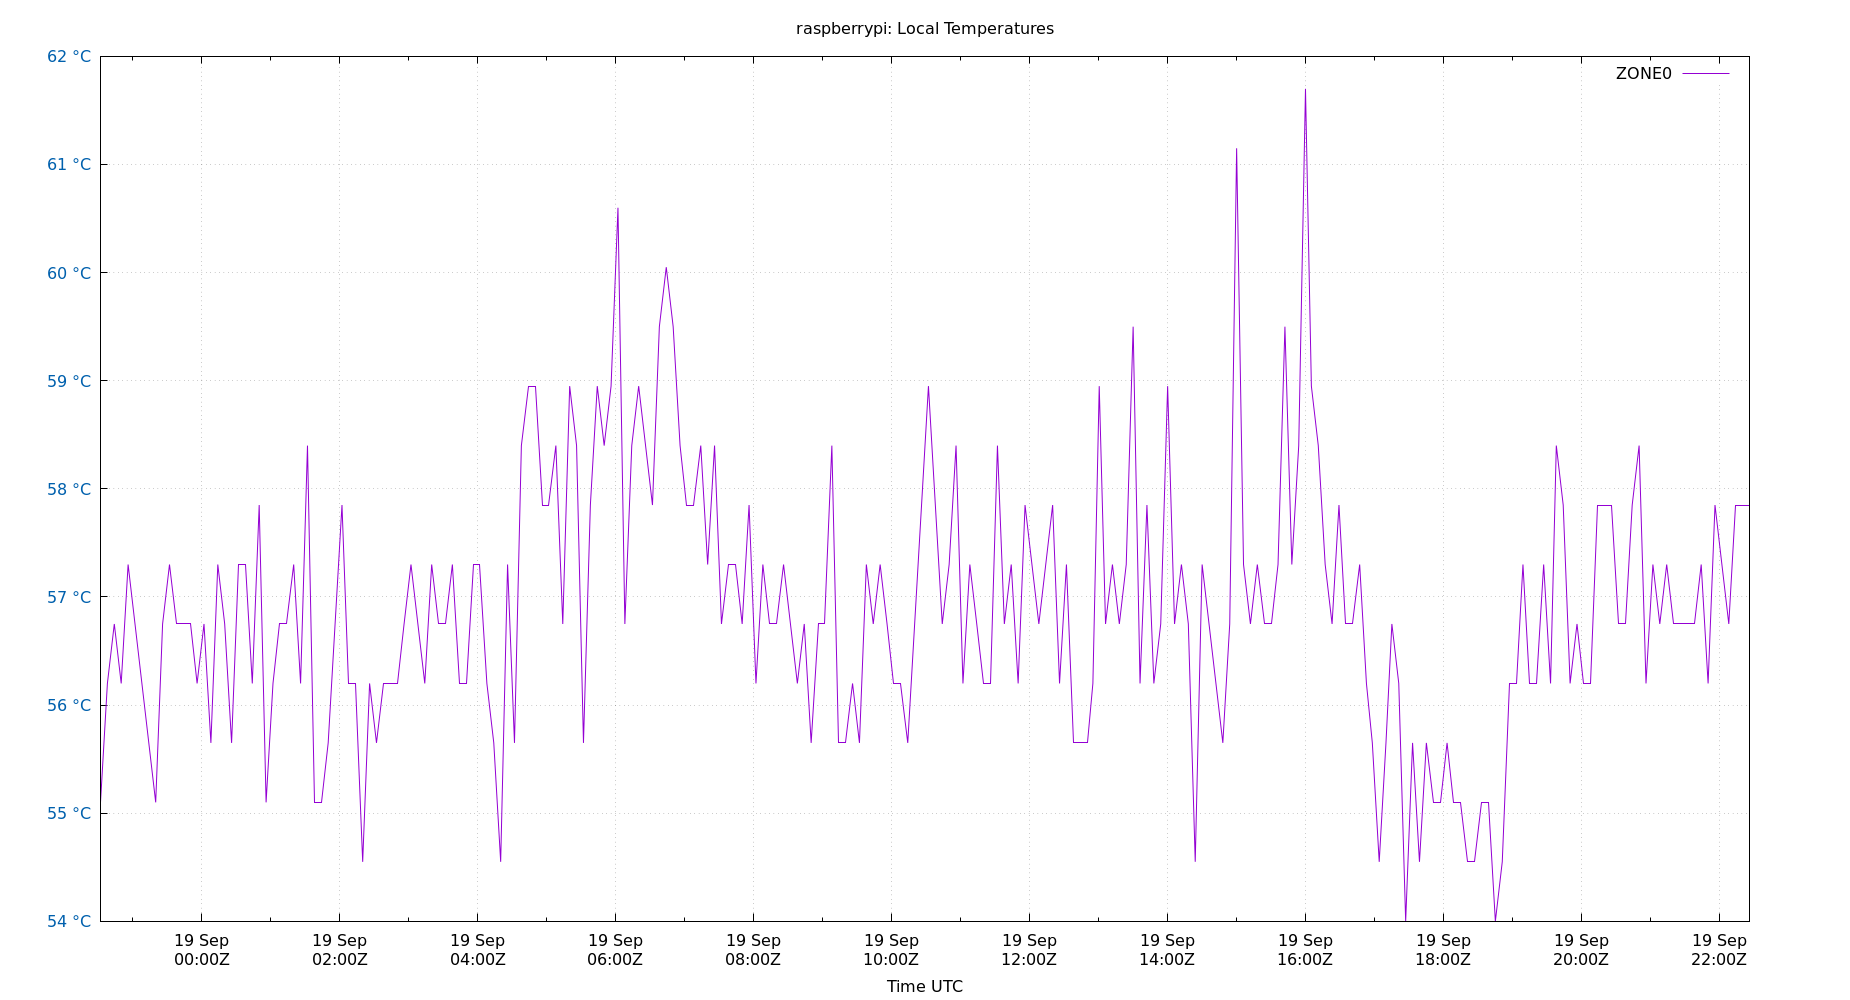 raspberrypi: Local Temperatures
62 °C
ZONE0
61 °C
60 °C
59 °C
58 °C
57 °C
56 °C
55 °C
54 °C
19 Sep 19 Sep 19 Sep 19 Sep 19 Sep 19 Sep 19 Sep 19 Sep 19 Sep 19 Sep 19 Sep 19 Sep
00:00Z 02:00Z 04:00Z 06:00Z 08:00Z 10:00Z 12:00Z 14:00Z 16:00Z 18:00Z 20:00Z 22:00Z
Time UTC